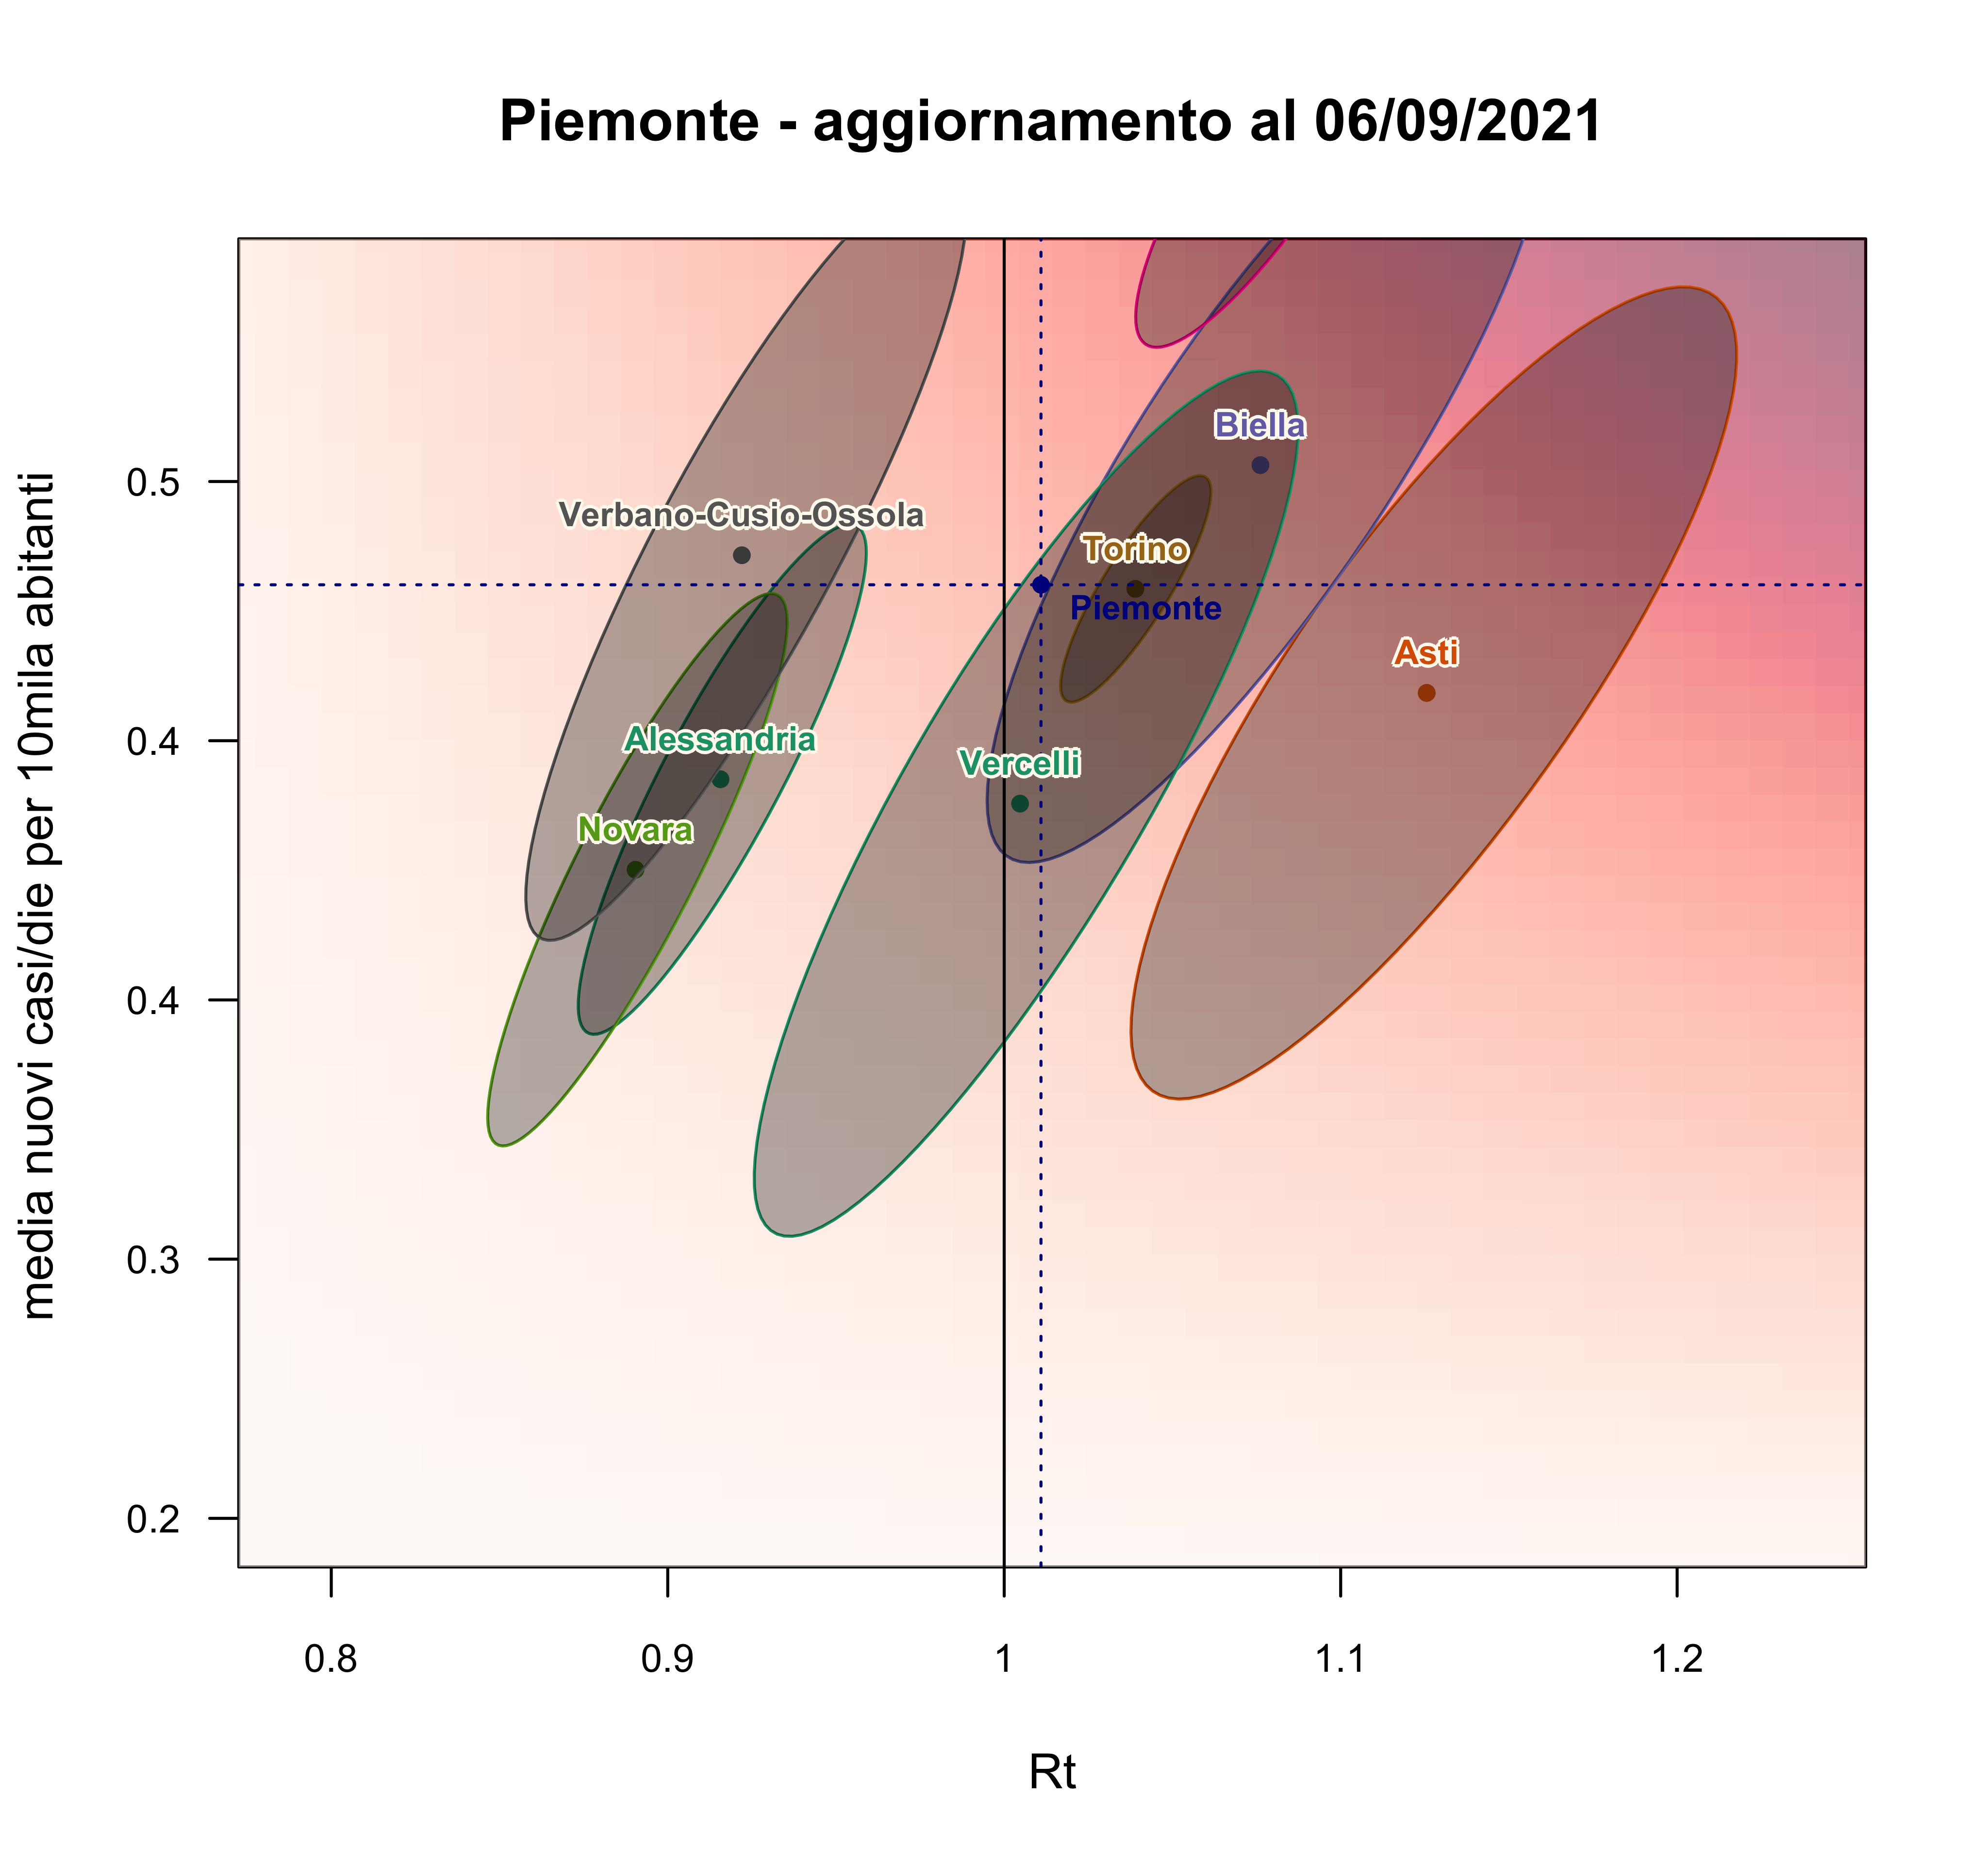 Piemonte - aggiornamento al 06/09/2021
media nuovi casi/die per 10mila abitanti
0.5
0.4
0.4
0.3
0.2
Biella
Verbano-Cusio-Ossola
Torino
Piemonte
Asti
Alessandria
Vercelli
Novara
0.8
0.9
1
1.1
1.2
Rt